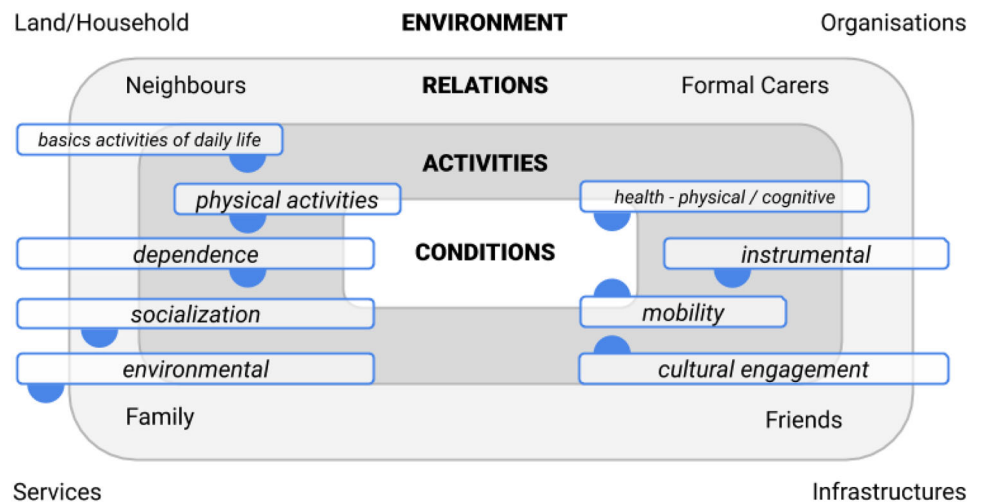 Land/Household
ENVIRONMENT
Organisations
Neighbours
RELATIONS
Formal Carers
basics activities of daily life
ACTIVITIES
physical activities
health - physical / cognitive
dependence
CONDITIONS
instrumental
socialization
mobility
environmental
cultural engagement
Family
Friends
Services
Infrastructures